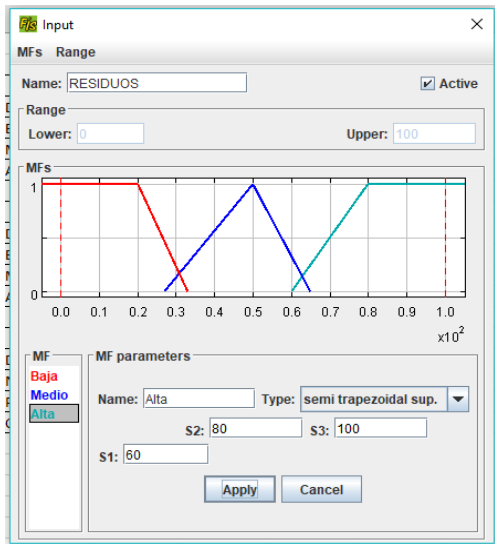 Fis Input
MFs Range
Name: RESIDUOS Active
Range
Lower: 0 Upper: 100
MFs
1
0
0.0 0.1 0.2 0.3 0.4 0.5 0.6 0.7 0.8 0.9 1.0
x10²
MF
Baja
Medio
Alta
MF parameters
Name: Alta Type: semi trapezoidal sup.
S2: 80 S3: 100
S1: 60
Apply Cancel